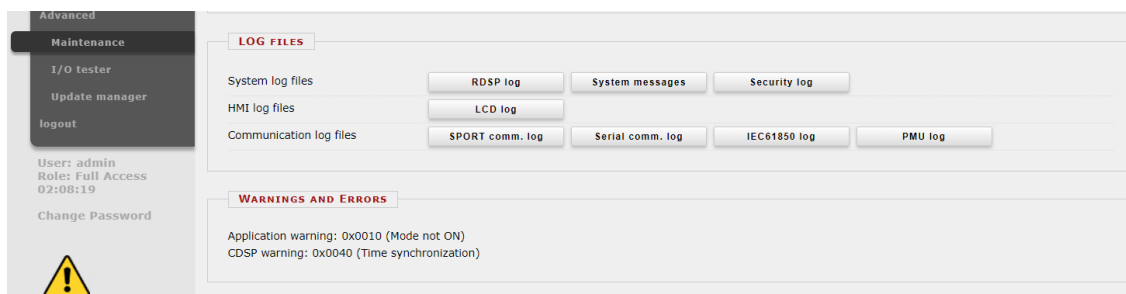 Advanced
Maintenance
I/O tester
Update manager
logout
User: admin
Role: Full Access
02:08:19
Change Password
LOG FILES
System log files RDSP log System messages Security log
HMI log files LCD log
Communication log files SPORT comm. log Serial comm. log IEC61850 log PMU log
WARNINGS AND ERRORS
Application warning: 0x0010 (Mode not ON)
CDSP warning: 0x0040 (Time synchronization)